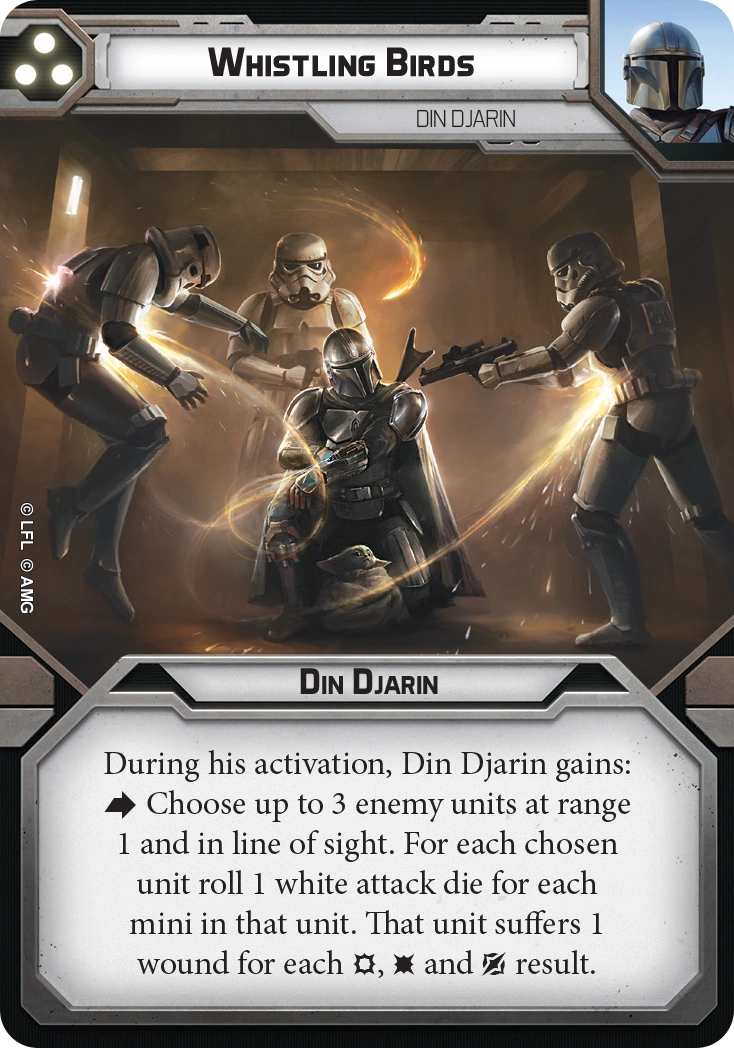 Whistling Birds
DIN DJARIN
© LFL © AMG
Din Djarin
During his activation, Din Djarin gains:
Choose up to 3 enemy units at range
1 and in line of sight. For each chosen
unit roll 1 white attack die for each
mini in that unit. That unit suffers 1
wound for each , and result.